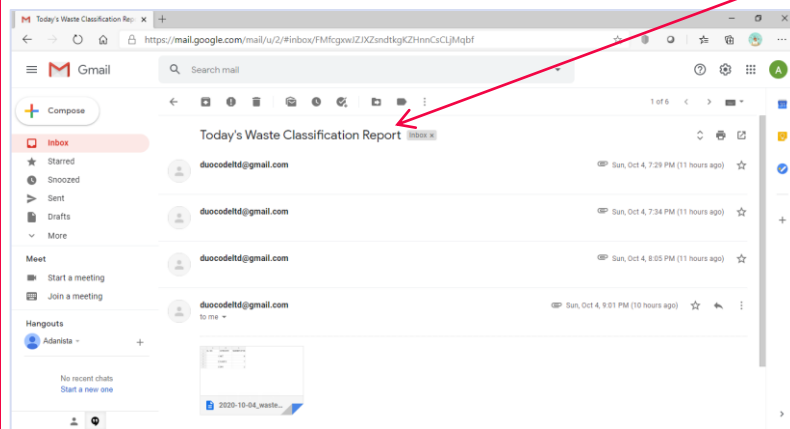 Today's Waste Classification Rep
https://mail.google.com/mail/u/2/#inbox/FMfcgxwJZJXZsndtkgKZHnnCsCLjMqbf
Gmail
Search mail
A
Compose
1 of 6
Inbox
Today's Waste Classification Report Inbox x
Starred
duocodeltd@gmail.com Sun, Oct 4, 7:29 PM (11 hours ago)
Snoozed
Sent
duocodeltd@gmail.com Sun, Oct 4, 7:34 PM (11 hours ago)
Drafts
More
Meet
duocodeltd@gmail.com Sun, Oct 4, 8:05 PM (11 hours ago)
Start a meeting
Join a meeting
duocodeltd@gmail.com Sun, Oct 4, 9:01 PM (10 hours ago)
to me
Hangouts
Adanista
No recent chats
Start a new one
2020-10-04_waste...